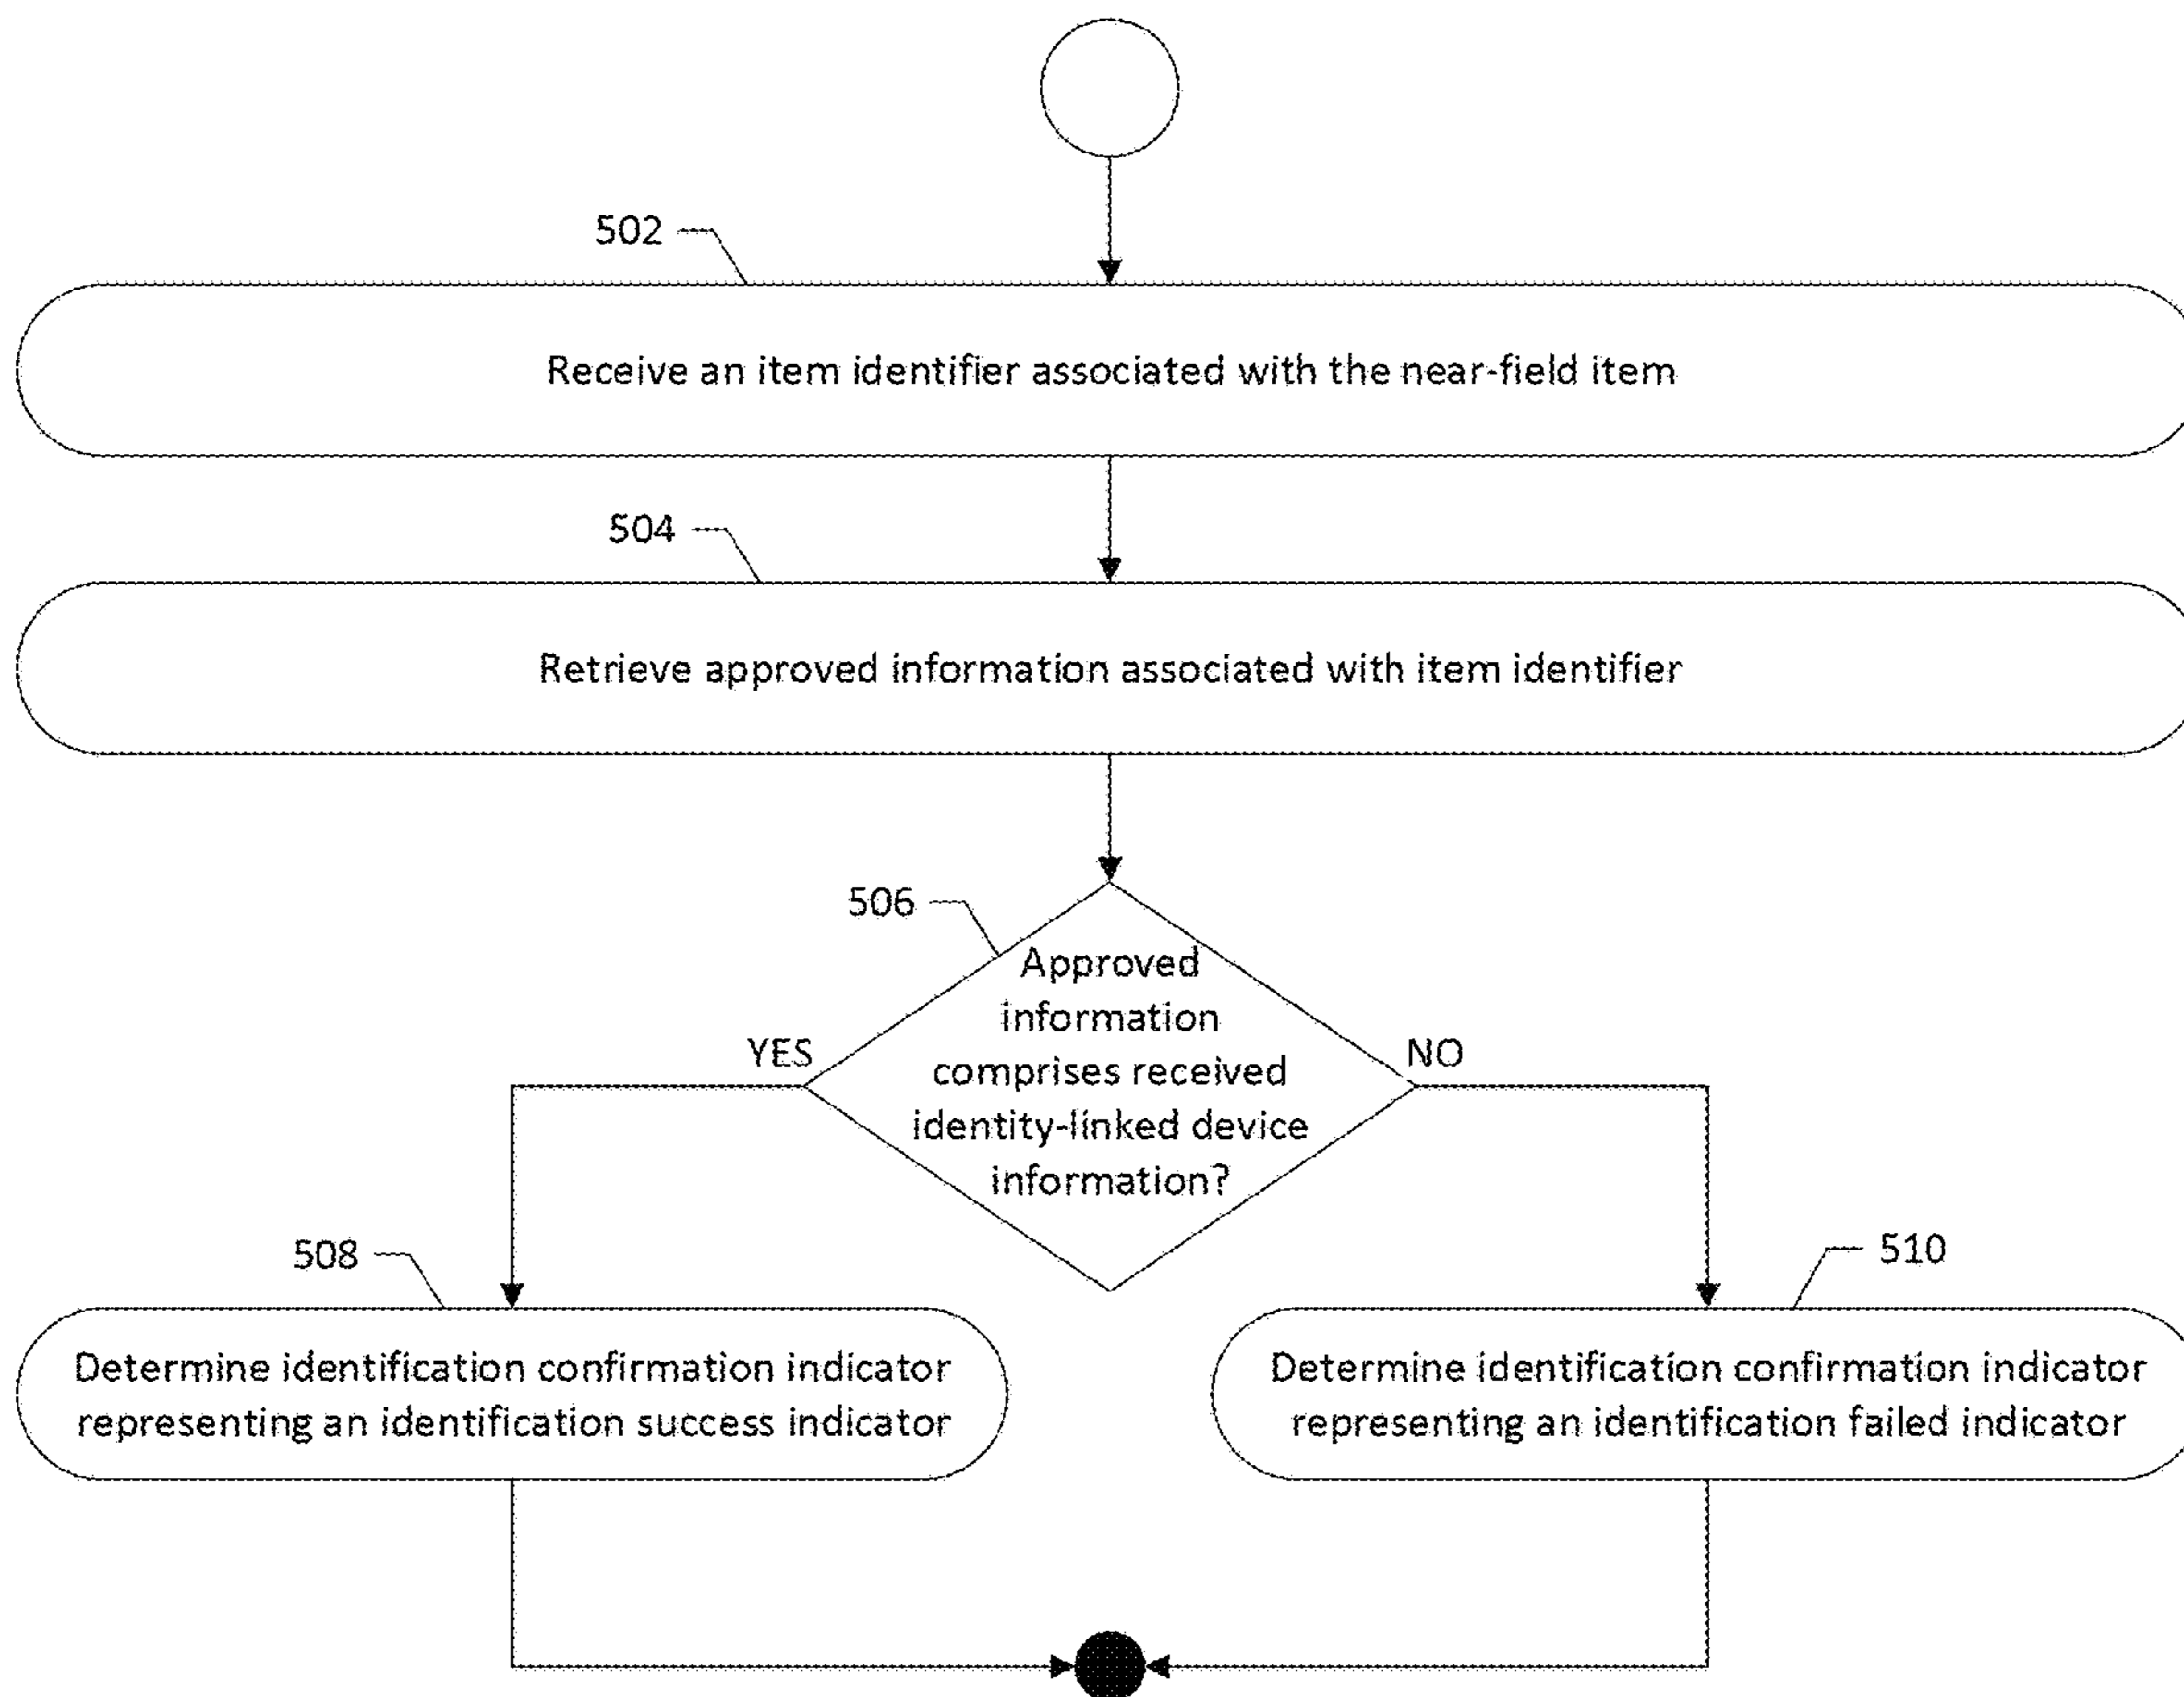 502
Receive an item identifier associated with the near-field item
504
Retrieve approved information associated with item identifier
506
Approved
information
comprises received
identity-linked device
information?
YES
NO
508
Determine identification confirmation indicator
representing an identification success indicator
510
Determine identification confirmation indicator
representing an identification failed indicator